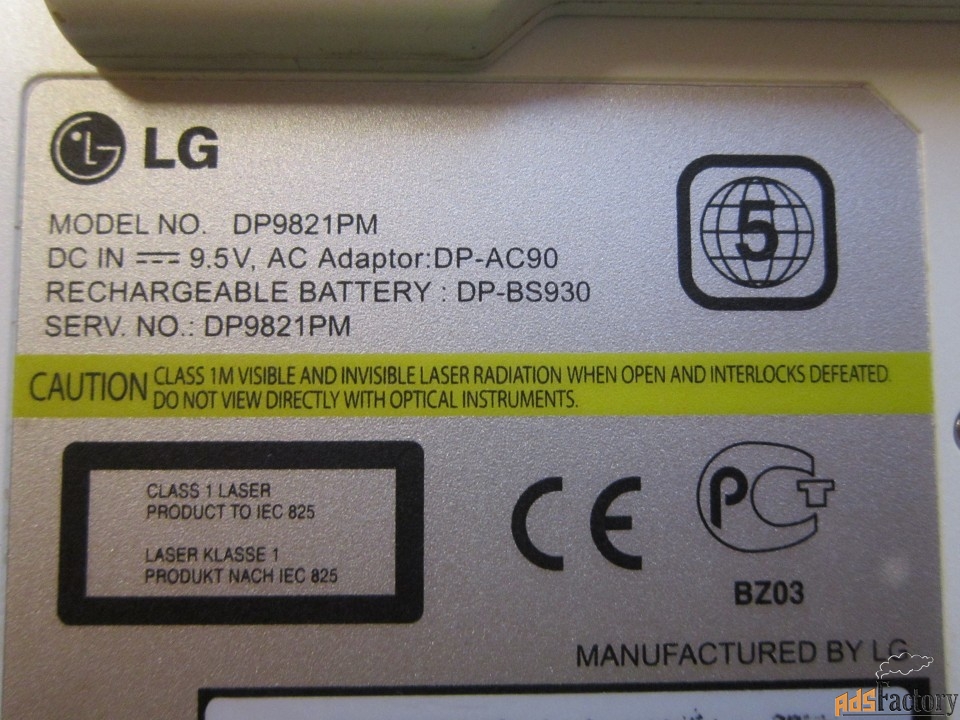 LG
MODEL NO. DP9821PM
DC IN 9.5V, AC Adaptor:DP-AC90
RECHARGEABLE BATTERY : DP-BS930
SERV. NO.: DP9821PM
5
CAUTION CLASS 1M VISIBLE AND INVISIBLE LASER RADIATION WHEN OPEN AND INTERLOCKS DEFEATED.
DO NOT VIEW DIRECTLY WITH OPTICAL INSTRUMENTS.
CLASS 1 LASER
PRODUCT TO IEC 825
LASER KLASSE 1
PRODUKT NACH IEC 825
CE
РСТ
BZ03
MANUFACTURED BY LG
AdsFactory